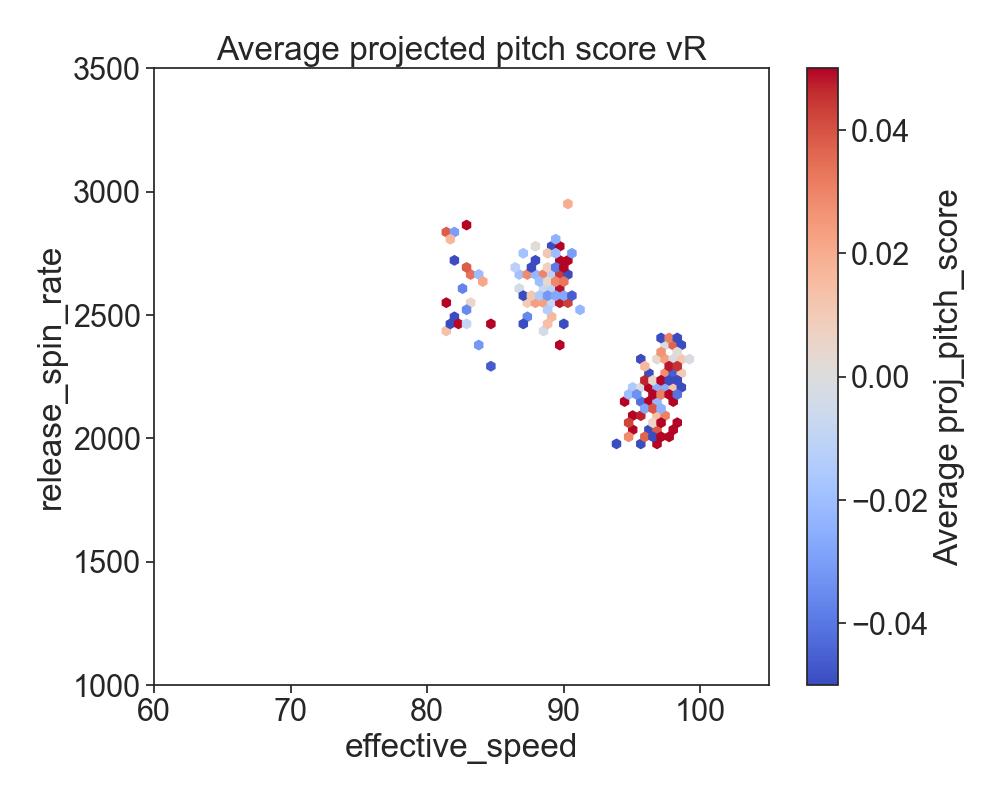 Average projected pitch score vR
3500
3000
2500
2000
1500
1000
release_spin_rate
60 70 80 90 100
effective_speed
0.04
0.02
0.00
−0.02
−0.04
Average proj_pitch_score